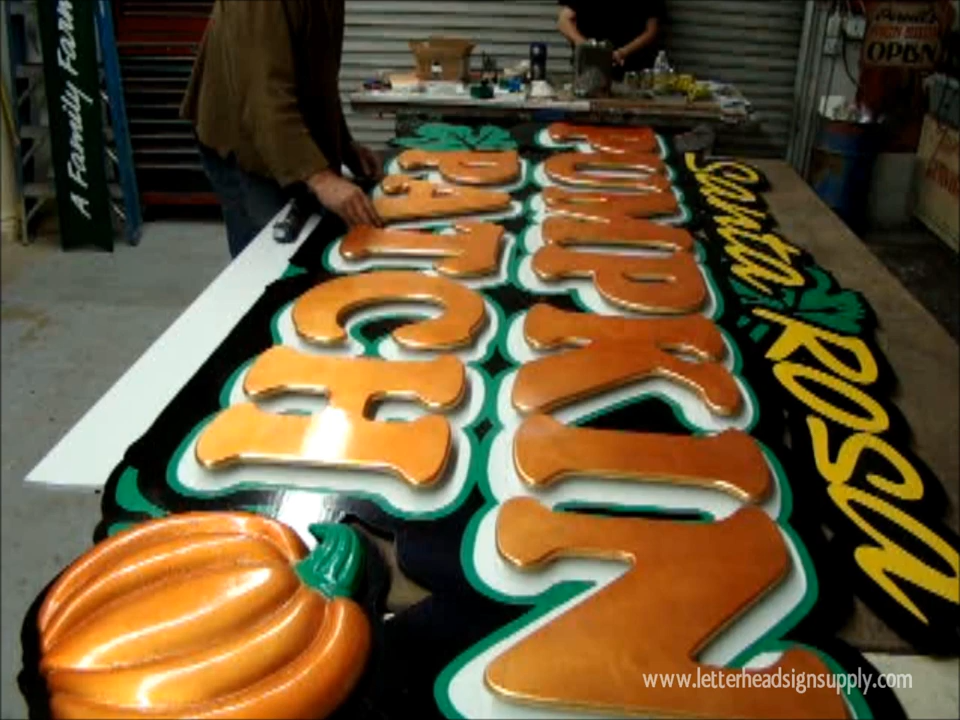 Santa Rosa
PUMPKIN
PATCH
A Family Farm
OPEN
www.letterheadsignsupply.com